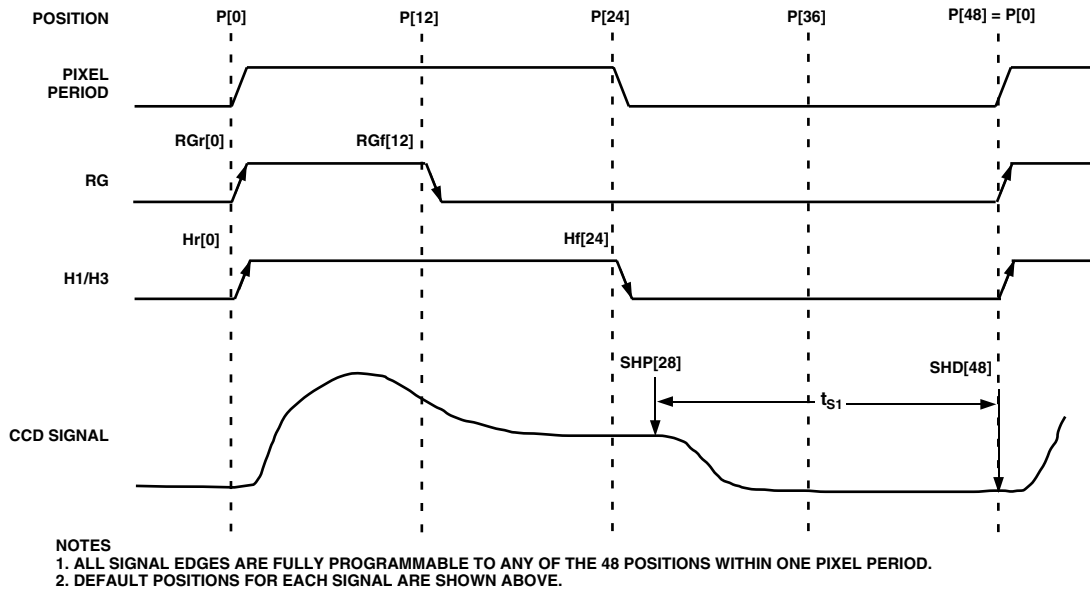 POSITION P[0] P[12] P[24] P[36] P[48] = P[0]
PIXEL
PERIOD
RGr[0] RGf[12]
RG
Hr[0] Hf[24]
H1/H3
SHP[28] SHD[48]
tS1
CCD SIGNAL
NOTES
1. ALL SIGNAL EDGES ARE FULLY PROGRAMMABLE TO ANY OF THE 48 POSITIONS WITHIN ONE PIXEL PERIOD.
2. DEFAULT POSITIONS FOR EACH SIGNAL ARE SHOWN ABOVE.